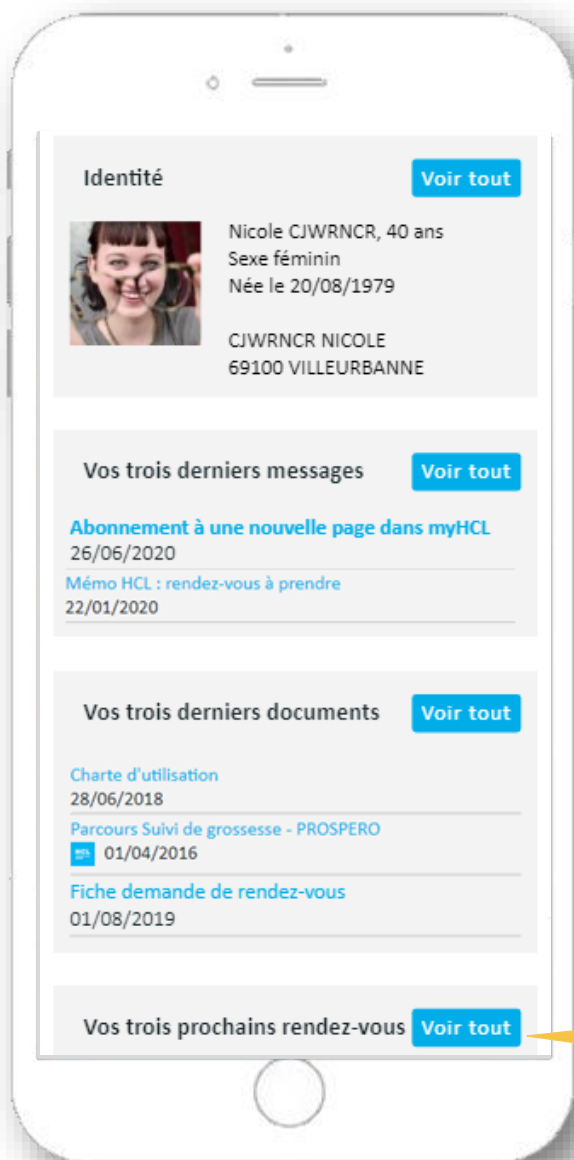 Identité
Voir tout
Nicole CJWRNCR, 40 ans
Sexe féminin
Née le 20/08/1979
CJWRNCR NICOLE
69100 VILLEURBANNE
Vos trois derniers messages
Voir tout
Abonnement à une nouvelle page dans myHCL
26/06/2020
Mémo HCL : rendez-vous à prendre
22/01/2020
Vos trois derniers documents
Voir tout
Charte d'utilisation
28/06/2018
Parcours Suivi de grossesse - PROSPERO
HCL 01/04/2016
Fiche demande de rendez-vous
01/08/2019
Vos trois prochains rendez-vous
Voir tout